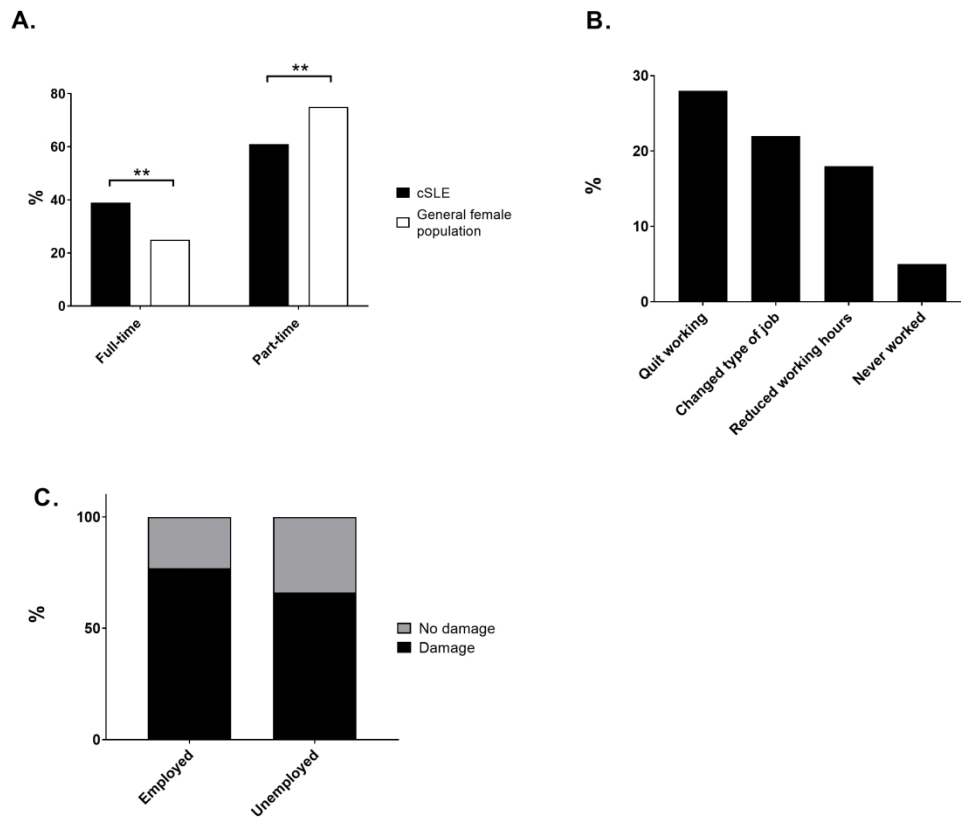 A.
**
**
80
60
40
20
0
%
Full-time
Part-time
cSLE
General female
population
B.
30
20
10
0
%
Quit working
Changed type of job
Reduced working hours
Never worked
C.
100
50
0
%
Employed
Unemployed
No damage
Damage